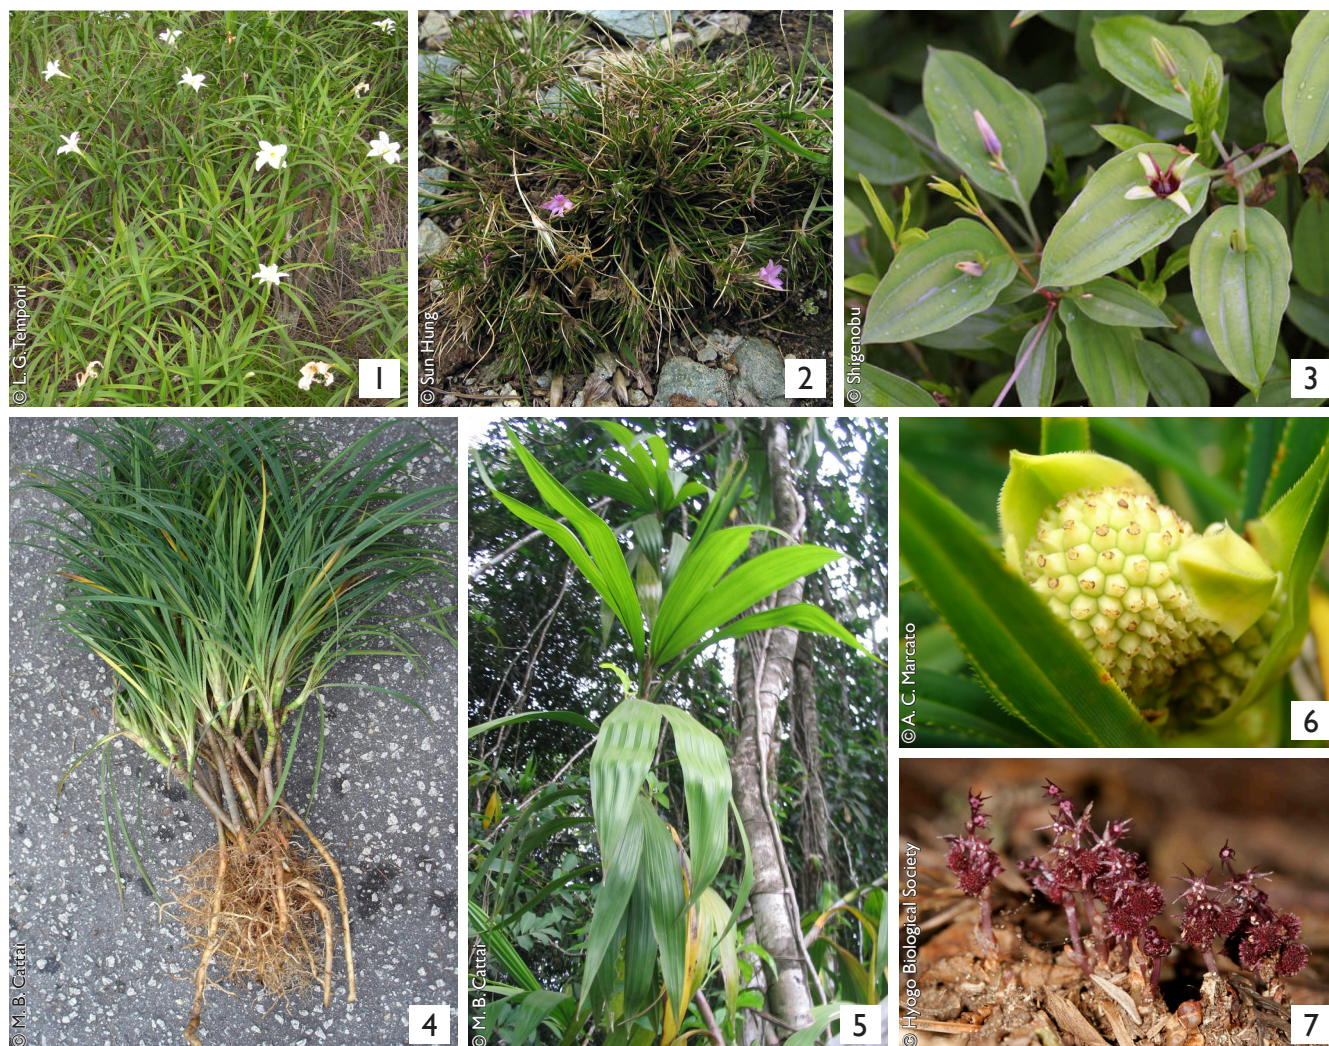 © L. G. Temponi
1
© Sun Hung
2
© Shigenobu
3
© M. B. Cattai
4
© M. B. Cattai
5
© A. C. Marcato
6
© Hyogo Biological Society
7